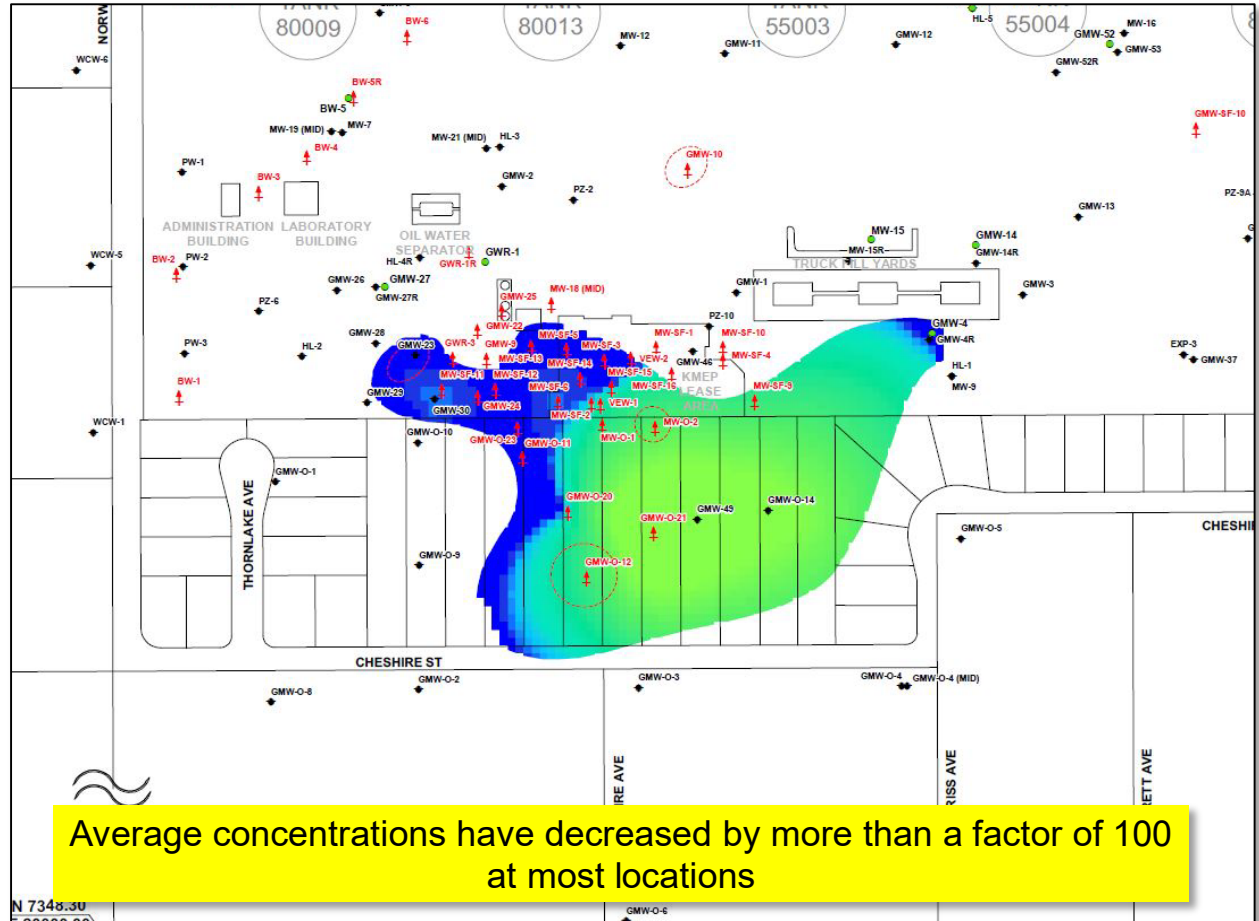 80009
80013
TANK
55003
55004
NORW
BW-6
MW-12
GMW-11
GMW-12
HL-5
GMW-52
MW-16
GMW-53
GMW-52R
WCW-6
BW-5R
BW-5
MW-19 (MID)
MW-7
BW-4
MW-21 (MID)
HL-3
GMW-10
GMW-SF-10
PW-1
BW-3
GMW-2
PZ-2
PZ-9A
GMW-13
ADMINISTRATION
BUILDING
LABORATORY
BUILDING
OIL WATER
SEPARATOR
MW-15
MW-15R
TRUCK FILL YARDS
GMW-14
GMW-14R
G
WCW-5
BW-2
PW-2
HL-4R
GWR-1R
GWR-1
GMW-26
GMW-27
GMW-27R
GMW-25
MW-18 (MID)
GMW-1
GMW-3
PZ-6
PZ-10
GMW-22
GMW-28
GMW-23
GWR-3
GMW-9
MW-SF-5
MW-SF-3
MW-SF-1
MW-SF-10
GMW-4
GMW-4R
PW-3
HL-2
MW-SF-13
MW-SF-14
VEW-2
GMW-46
MW-SF-4
HL-1
MW-9
EXP-3
GMW-37
BW-1
MW-SF-11
MW-SF-12
MW-SF-15
MW-SF-16
KMEP
LEASE
AREA
GMW-29
GMW-30
GMW-24
MW-SF-6
MW-SF-2
VEW-1
MW-SF-9
WCW-1
GMW-O-10
GMW-O-23
GMW-O-11
MW-O-1
MW-O-2
GMW-O-1
THORNLAKE AVE
GMW-O-20
GMW-O-21
GMW-49
GMW-O-14
GMW-O-5
CHESHI
GMW-O-9
GMW-O-12
CHESHIRE ST
GMW-O-8
GMW-O-2
GMW-O-3
GMW-O-4
GMW-O-4 (MID)
IRE AVE
RISS AVE
ETT AVE
Average concentrations have decreased by more than a factor of 100
at most locations
N 7348.30
GMW-O-6